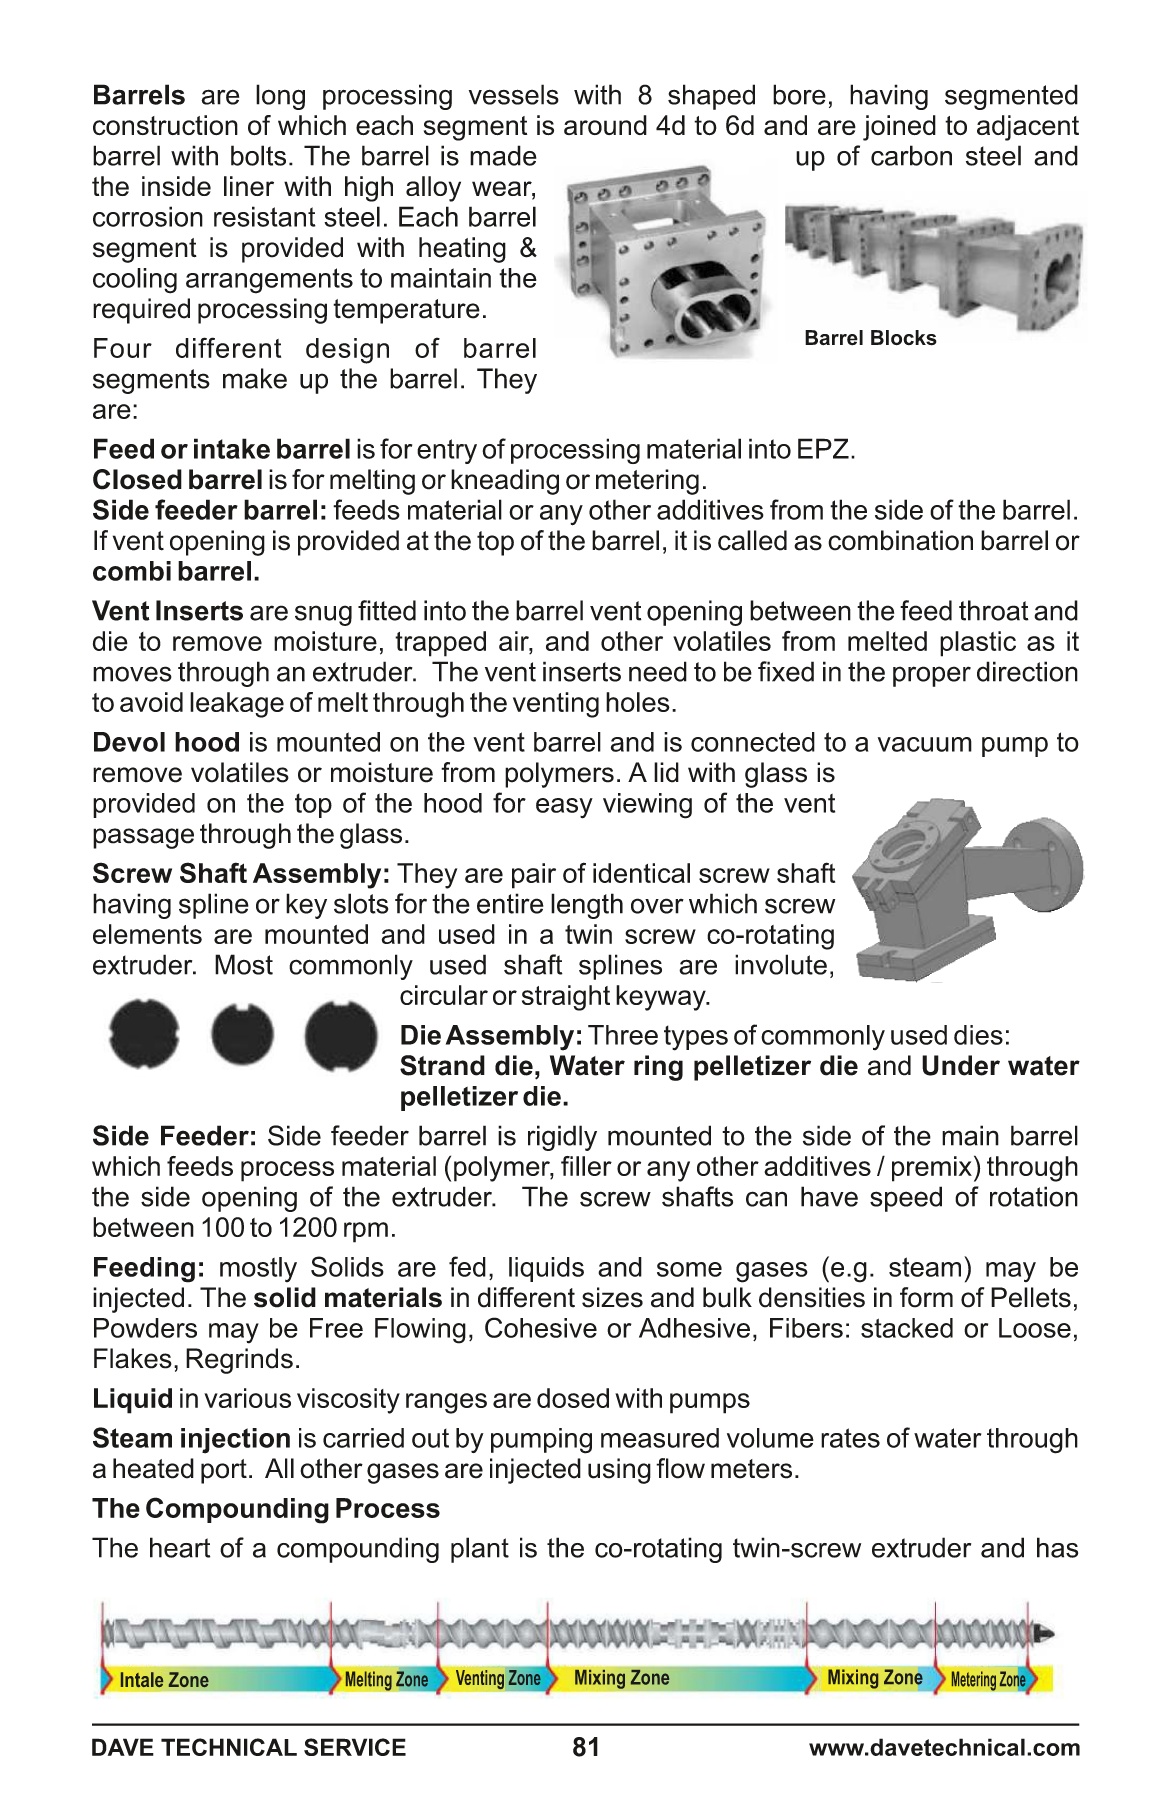 Barrels are long processing vessels with 8 shaped bore, having segmented
construction of which each segment is around 4d to 6d and are joined to adjacent
barrel with bolts. The barrel is made up of carbon steel and
the inside liner with high alloy wear,
corrosion resistant steel. Each barrel
segment is provided with heating &
cooling arrangements to maintain the
required processing temperature.
Barrel Blocks
Four different design of barrel
segments make up the barrel. They
are:
Feed or intake barrel is for entry of processing material into EPZ.
Closed barrel is for melting or kneading or metering.
Side feeder barrel: feeds material or any other additives from the side of the barrel.
If vent opening is provided at the top of the barrel, it is called as combination barrel or
combi barrel.
Vent Inserts are snug fitted into the barrel vent opening between the feed throat and
die to remove moisture, trapped air, and other volatiles from melted plastic as it
moves through an extruder. The vent inserts need to be fixed in the proper direction
to avoid leakage of melt through the venting holes.
Devol hood is mounted on the vent barrel and is connected to a vacuum pump to
remove volatiles or moisture from polymers. A lid with glass is
provided on the top of the hood for easy viewing of the vent
passage through the glass.
Screw Shaft Assembly: They are pair of identical screw shaft
having spline or key slots for the entire length over which screw
elements are mounted and used in a twin screw co-rotating
extruder. Most commonly used shaft splines are involute,
circular or straight keyway.
Die Assembly: Three types of commonly used dies:
Strand die, Water ring pelletizer die and Under water
pelletizer die.
Side Feeder: Side feeder barrel is rigidly mounted to the side of the main barrel
which feeds process material (polymer, filler or any other additives / premix) through
the side opening of the extruder. The screw shafts can have speed of rotation
between 100 to 1200 rpm.
Feeding: mostly Solids are fed, liquids and some gases (e.g. steam) may be
injected. The solid materials in different sizes and bulk densities in form of Pellets,
Powders may be Free Flowing, Cohesive or Adhesive, Fibers: stacked or Loose,
Flakes, Regrinds.
Liquid in various viscosity ranges are dosed with pumps
Steam injection is carried out by pumping measured volume rates of water through
a heated port. All other gases are injected using flow meters.
The Compounding Process
The heart of a compounding plant is the co-rotating twin-screw extruder and has
Intale Zone Melting Zone Venting Zone Mixing Zone Mixing Zone Metering Zone
DAVE TECHNICAL SERVICE 81 www.davetechnical.com